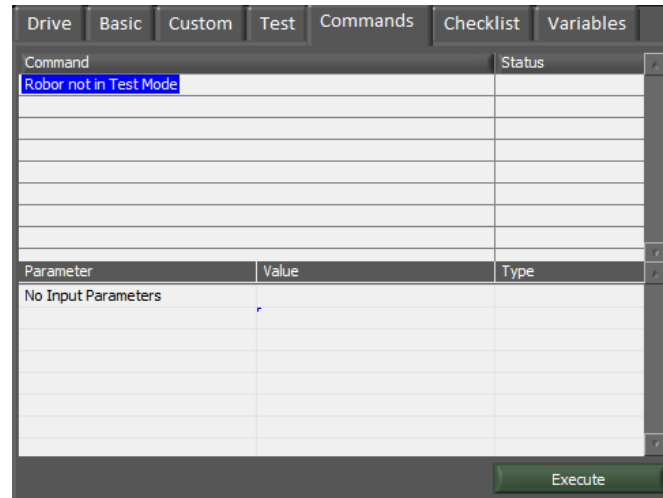 Drive Basic Custom Test Commands Checklist Variables
Command Status
Robor not in Test Mode
Parameter Value Type
No Input Parameters
Execute